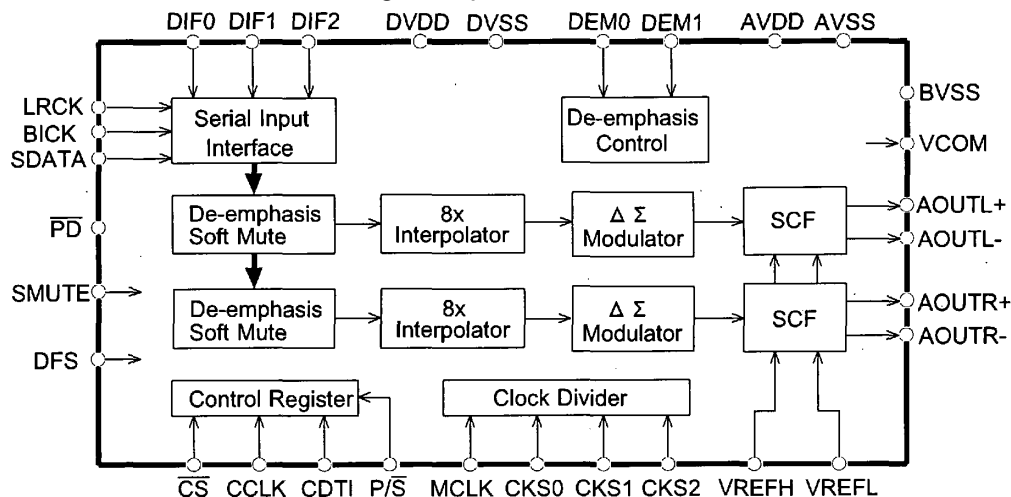 DIF0 DIF1 DIF2 DVDD DVSS DEM0 DEM1 AVDD AVSS
LRCK
BICK
SDATA
Serial Input
Interface
De-emphasis
Control
BVSS
VCOM
PD
De-emphasis
Soft Mute
8x
Interpolator
Δ Σ
Modulator
SCF
AOUTL+
AOUTL-
SMUTE
De-emphasis
Soft Mute
8x
Interpolator
Δ Σ
Modulator
SCF
AOUTR+
AOUTR-
DFS
Control Register
Clock Divider
CS CCLK CDTI P/S MCLK CKS0 CKS1 CKS2 VREFH VREFL